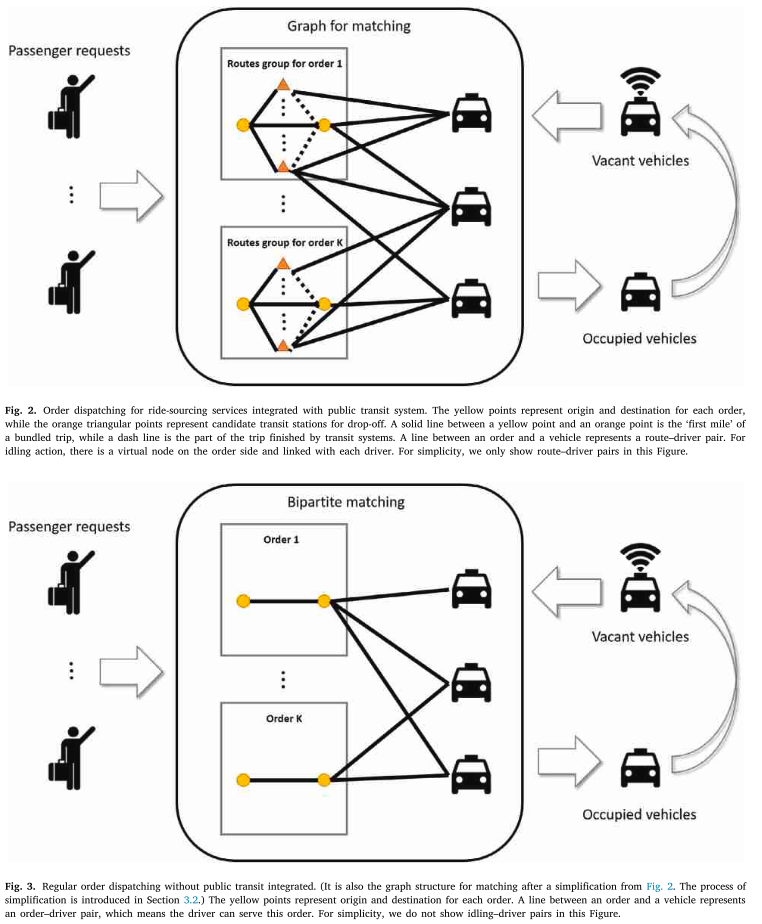 Graph for matching
Passenger requests
Routes group for order 1
Vacant vehicles
Routes group for order K
Occupied vehicles
Fig. 2. Order dispatching for ride-sourcing services integrated with public transit system. The yellow points represent origin and destination for each order,
while the orange triangular points represent candidate transit stations for drop-off. A solid line between a yellow point and an orange point is the ‘first mile’ of
a bundled trip, while a dash line is the part of the trip finished by transit systems. A line between an order and a vehicle represents a route–driver pair. For
idling action, there is a virtual node on the order side and linked with each driver. For simplicity, we only show route–driver pairs in this Figure.
Bipartite matching
Passenger requests
Order 1
Vacant vehicles
Order K
Occupied vehicles
Fig. 3. Regular order dispatching without public transit integrated. (It is also the graph structure for matching after a simplification from Fig. 2. The process of
simplification is introduced in Section 3.2.) The yellow points represent origin and destination for each order. A line between an order and a vehicle represents
an order–driver pair, which means the driver can serve this order. For simplicity, we do not show idling–driver pairs in this Figure.